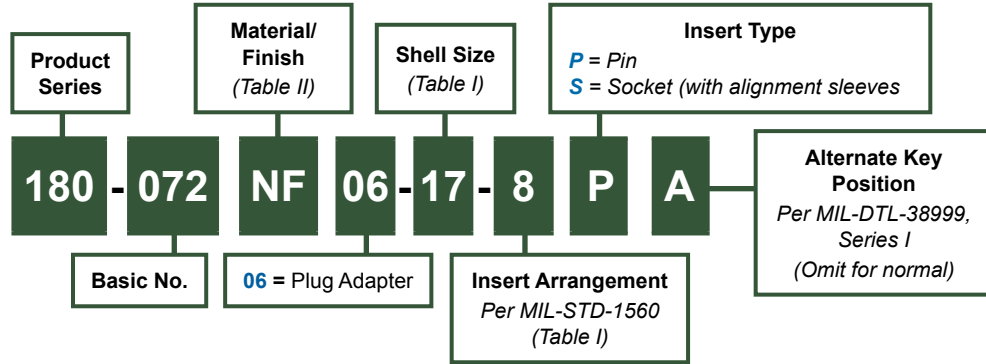 Product
Series
Material/
Finish
(Table II)
Shell Size
(Table I)
Insert Type
P = Pin
S = Socket (with alignment sleeves
180 - 072 NF 06 - 17 - 8 P A
Alternate Key
Position
Per MIL-DTL-38999,
Series I
(Omit for normal)
Basic No.
06 = Plug Adapter
Insert Arrangement
Per MIL-STD-1560
(Table I)